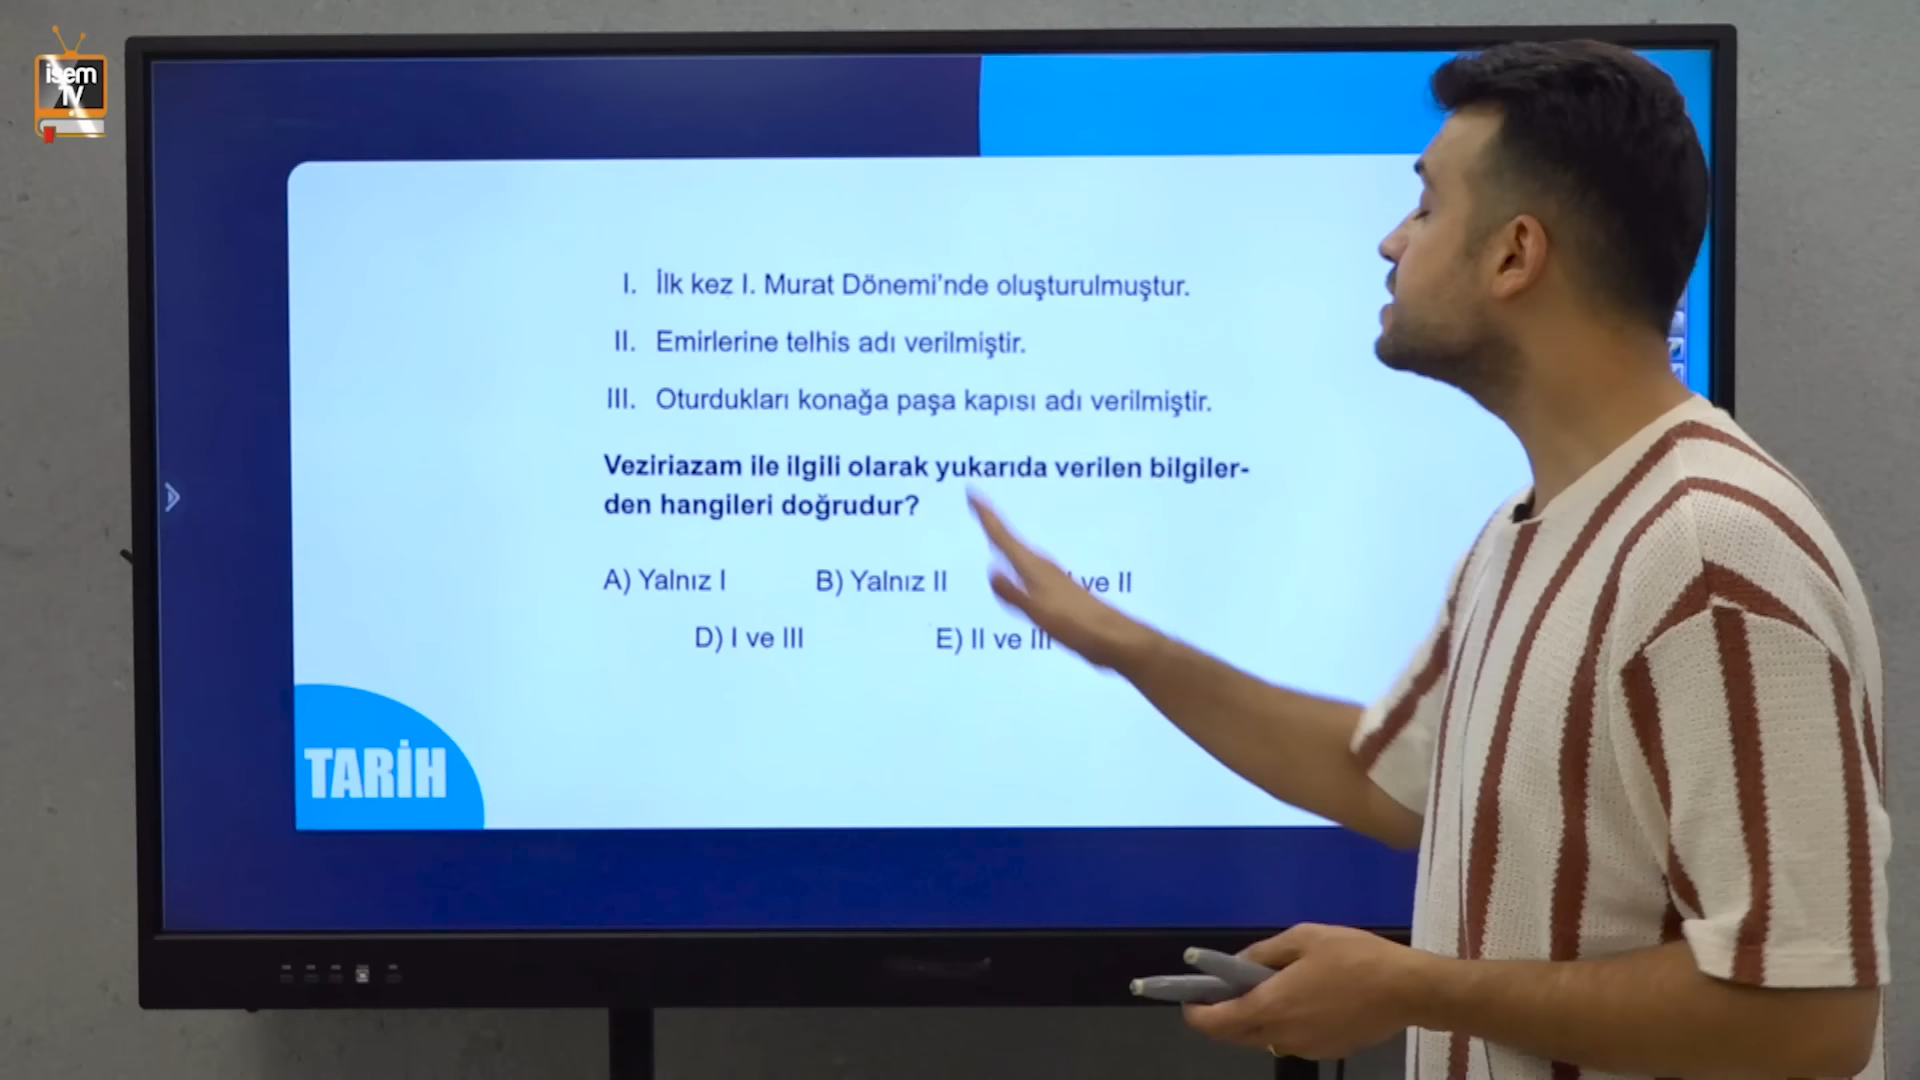 isem
TV
I. İlk kez I. Murat Dönemi'nde oluşturulmuştur.
II. Emirlerine telhis adı verilmiştir.
III. Oturdukları konağa paşa kapısı adı verilmiştir.
Veziriazam ile ilgili olarak yukarıda verilen bilgiler-
den hangileri doğrudur?
A) Yalnız I B) Yalnız II ve II
D) I ve III E) II ve III
TARİH